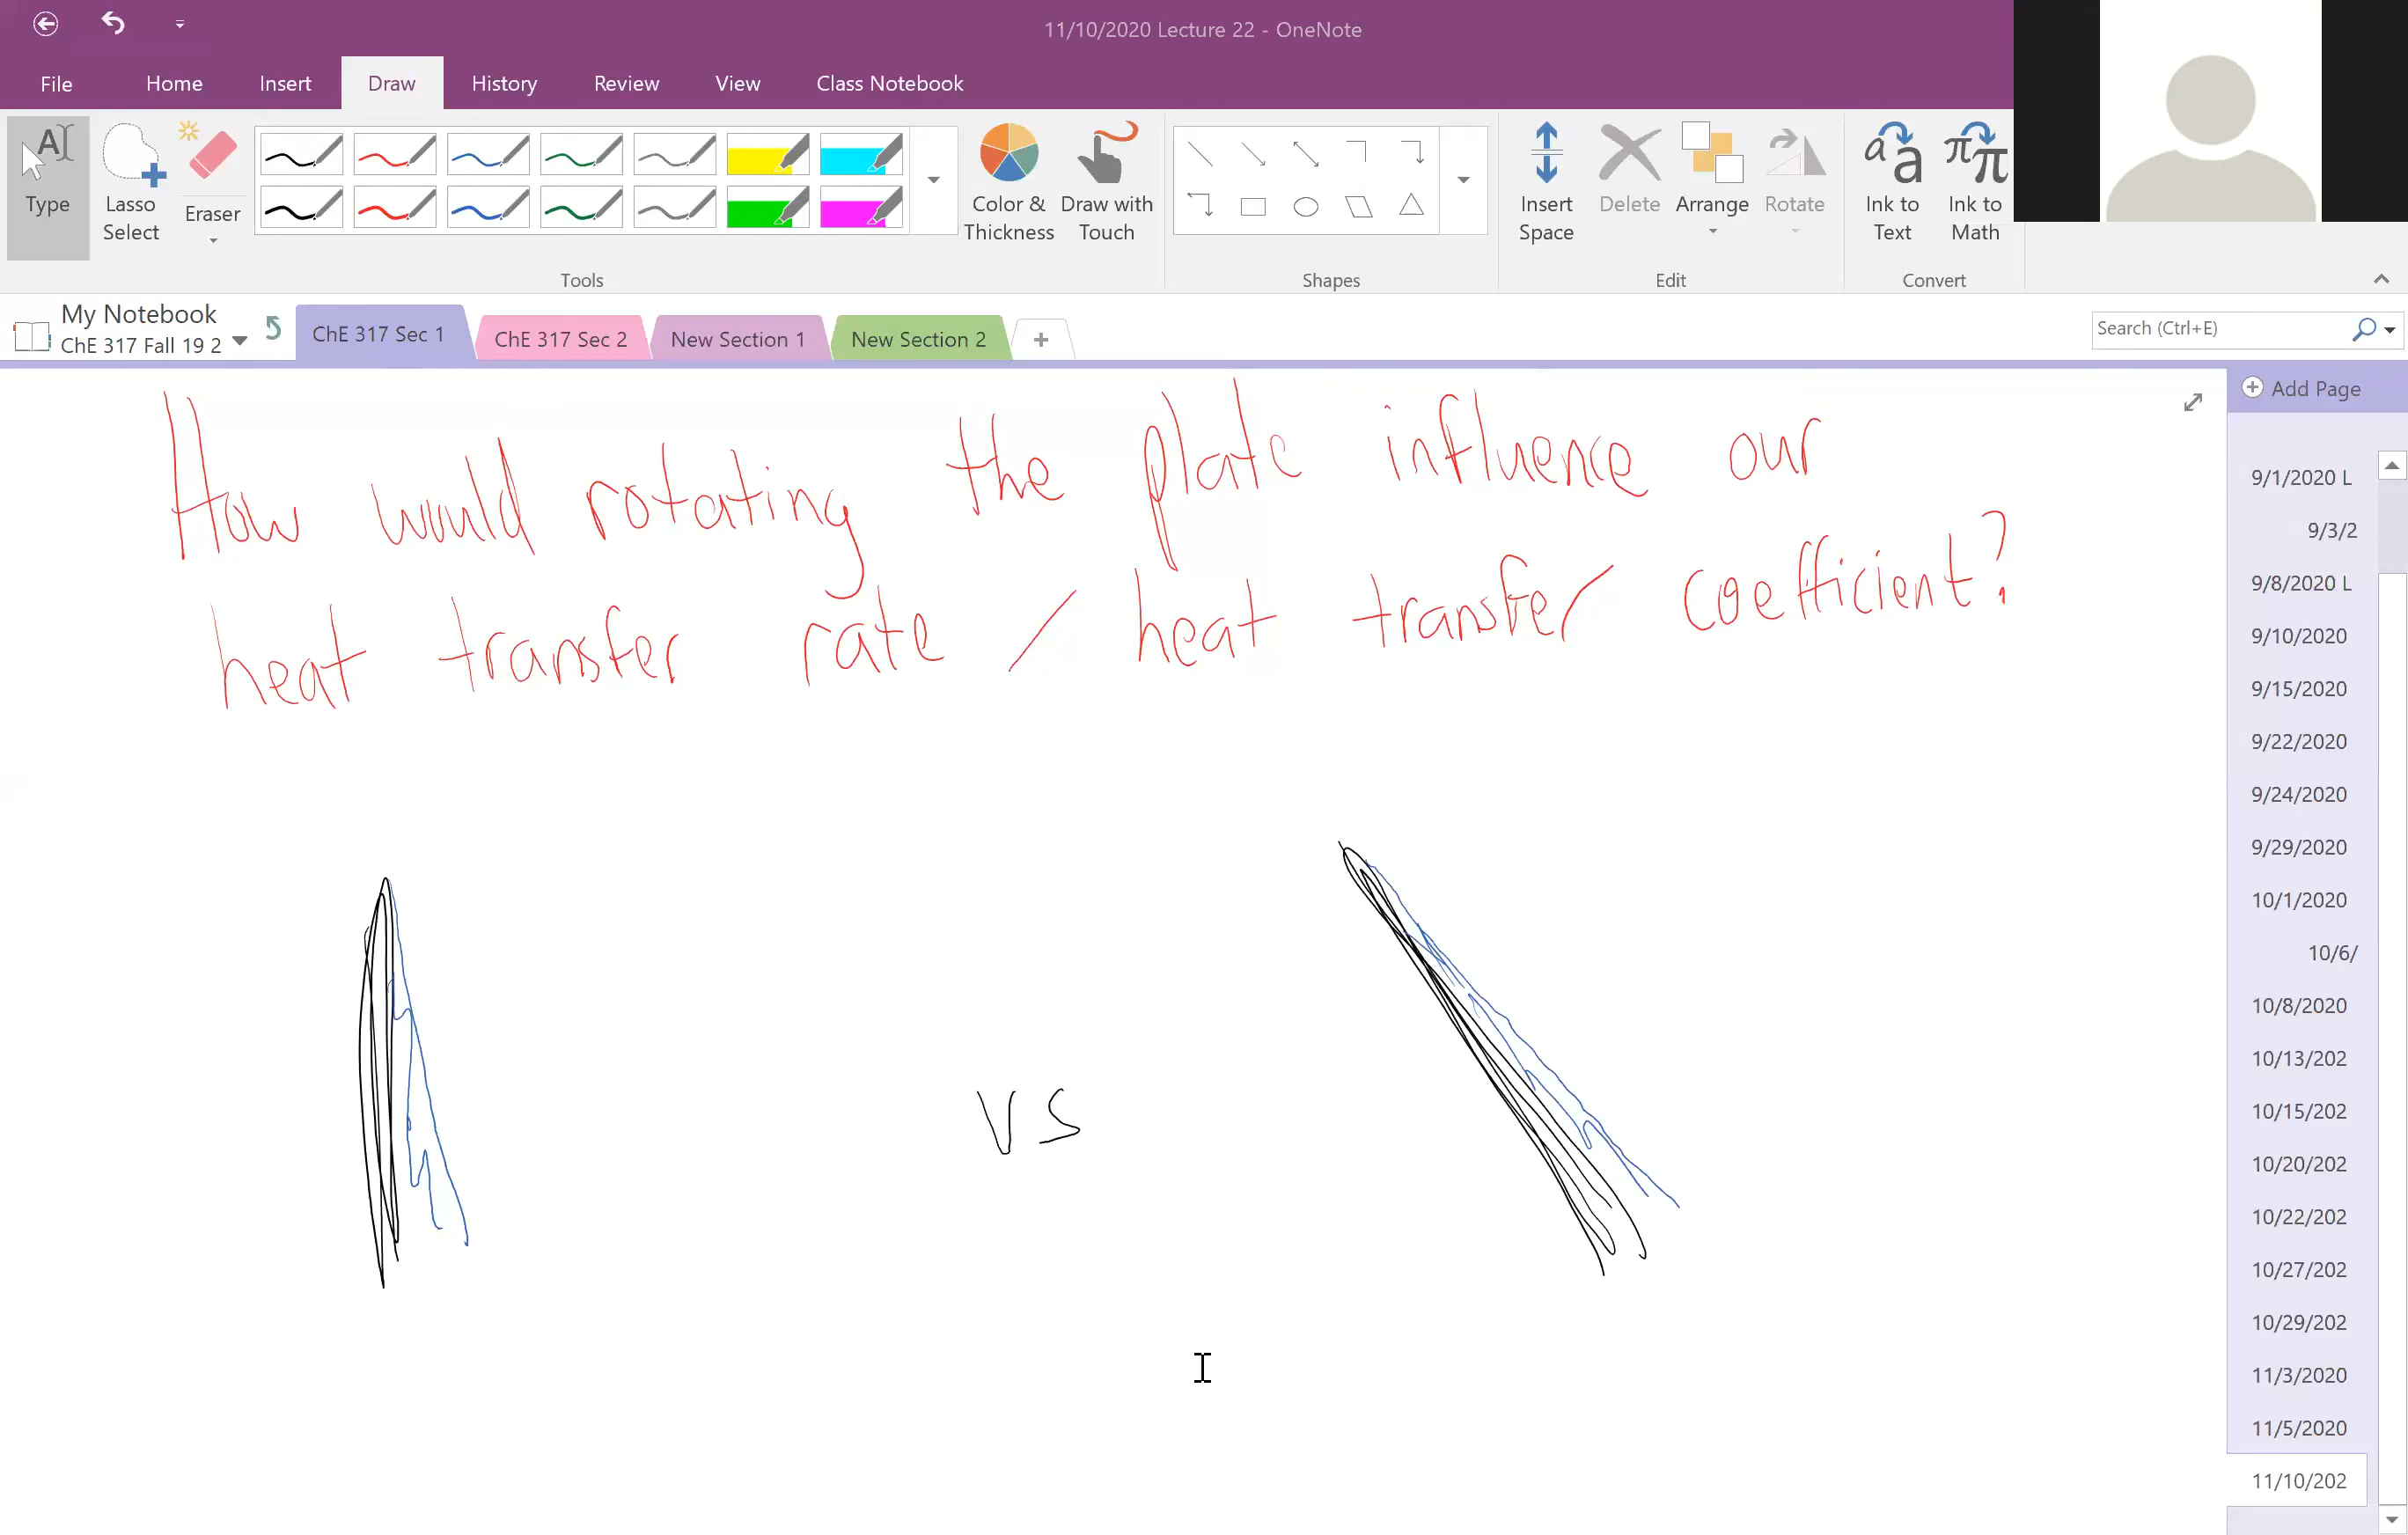 11/10/2020 Lecture 22 - OneNote
File Home Insert Draw History Review View Class Notebook
Type
Lasso Select
Eraser
Color & Thickness
Draw with Touch
Insert Space
Delete
Arrange
Rotate
Ink to Text
Ink to Math
Tools
Shapes
Edit
Convert
My Notebook
ChE 317 Fall 19 2
ChE 317 Sec 1
ChE 317 Sec 2
New Section 1
New Section 2
Search (Ctrl+E)
How would rotating the plate influence our
heat transfer rate / heat transfer coefficient?
vs
Add Page
9/1/2020 L
9/3/2
9/8/2020 L
9/10/2020
9/15/2020
9/22/2020
9/24/2020
9/29/2020
10/1/2020
10/6/
10/8/2020
10/13/202
10/15/202
10/20/202
10/22/202
10/27/202
10/29/202
11/3/2020
11/5/2020
11/10/202